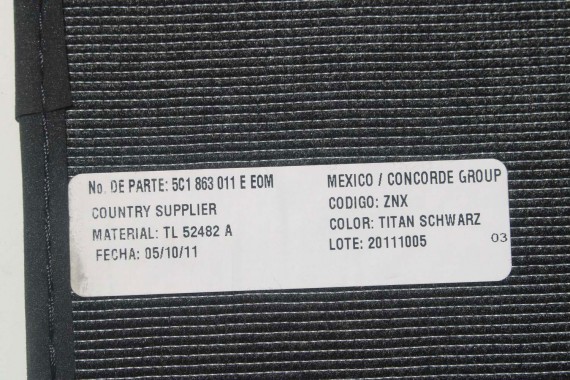 No. DE PARTE: 5C1 863 011 E EOM
COUNTRY SUPPLIER
MATERIAL: TL 52482 A
FECHA: 05/10/11
MEXICO / CONCORDE GROUP
CODIGO: ZNX
COLOR: TITAN SCHWARZ
LOTE: 20111005
03